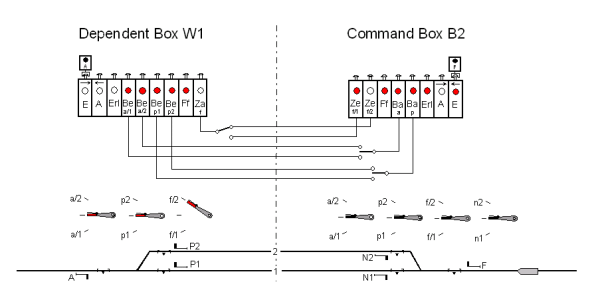 Dependent Box W1
Command Box B2
A
F
E A Erl Be a/1 Be a/2 Be p1 Be p2 Ff Za f
Ze f/1 Ze f/2 Ff Ba a Ba p Erl A E
a/2 p2 f/2
a/1 p1 f/1
a/2 p2 f/2 n2
a/1 p1 f/1 n1
P2
2
N2
P1
1
F
A
N1